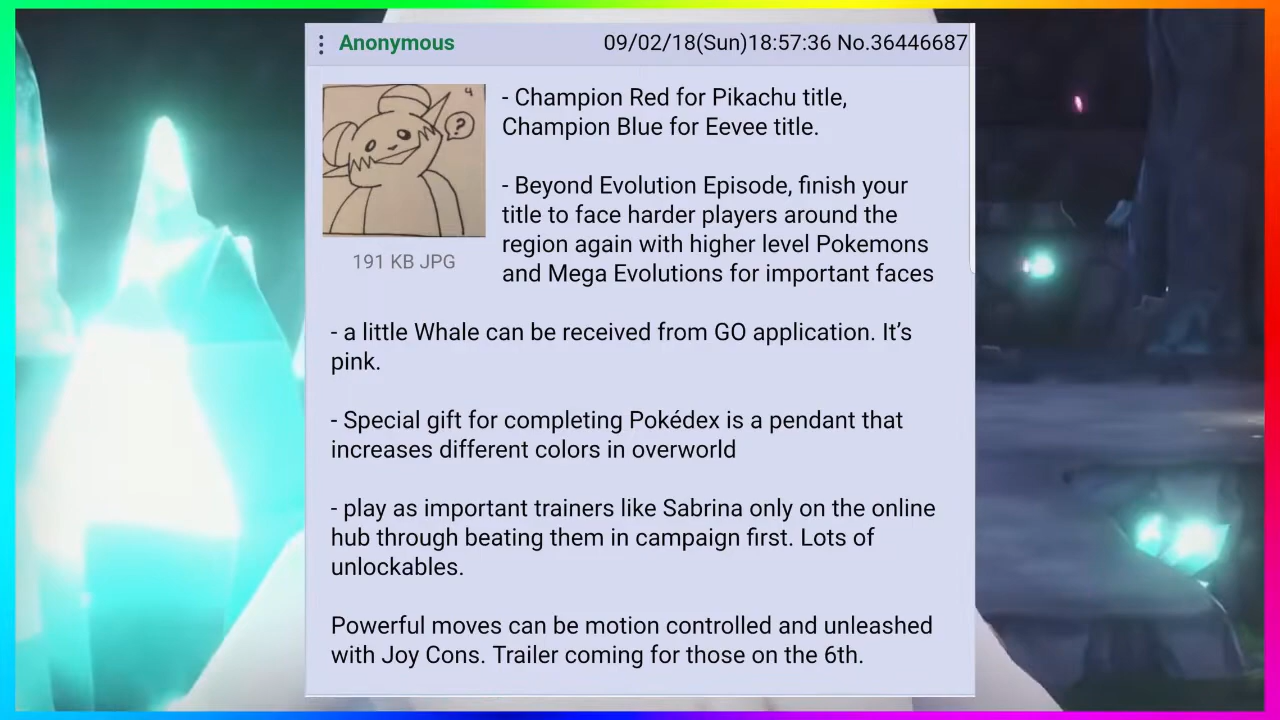 Anonymous 09/02/18(Sun)18:57:36 No.36446687
4
?
191 KB JPG
- Champion Red for Pikachu title,
Champion Blue for Eevee title.
- Beyond Evolution Episode, finish your
title to face harder players around the
region again with higher level Pokemons
and Mega Evolutions for important faces
- a little Whale can be received from GO application. It’s
pink.
- Special gift for completing Pokédex is a pendant that
increases different colors in overworld
- play as important trainers like Sabrina only on the online
hub through beating them in campaign first. Lots of
unlockables.
Powerful moves can be motion controlled and unleashed
with Joy Cons. Trailer coming for those on the 6th.